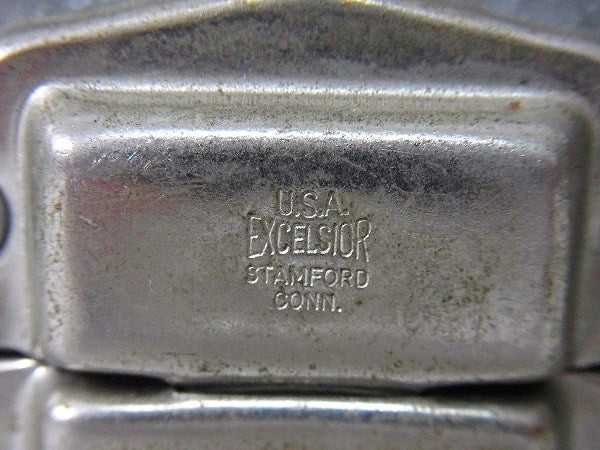 U.S.A.
EXCELSIOR
STAMFORD
CONN.